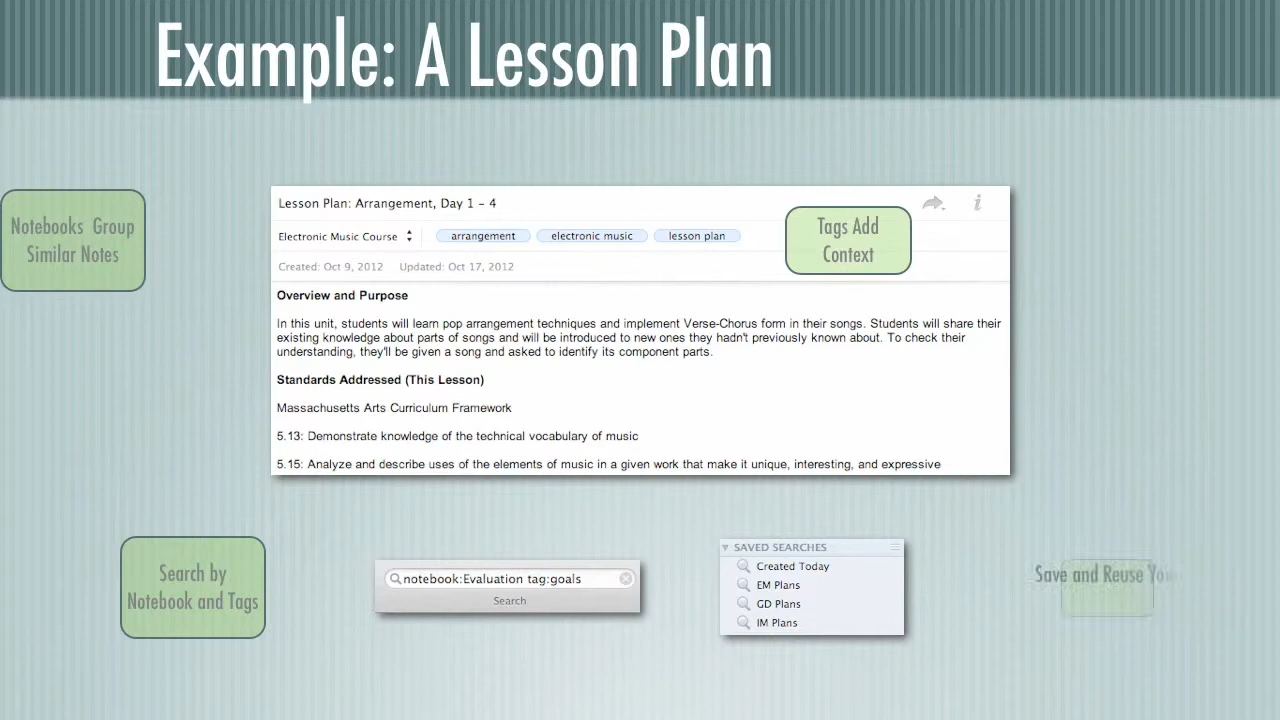 Example: A Lesson Plan
Notebooks Group
Similar Notes
Lesson Plan: Arrangement, Day 1 – 4
Electronic Music Course
arrangement
electronic music
lesson plan
Tags Add
Context
Created: Oct 9, 2012 Updated: Oct 17, 2012
Overview and Purpose
In this unit, students will learn pop arrangement techniques and implement Verse-Chorus form in their songs. Students will share their
existing knowledge about parts of songs and will be introduced to new ones they hadn't previously known about. To check their
understanding, they'll be given a song and asked to identify its component parts.
Standards Addressed (This Lesson)
Massachusetts Arts Curriculum Framework
5.13: Demonstrate knowledge of the technical vocabulary of music
5.15: Analyze and describe uses of the elements of music in a given work that make it unique, interesting, and expressive
Search by
Notebook and Tags
notebook:Evaluation tag:goals
Search
SAVED SEARCHES
Created Today
EM Plans
GD Plans
IM Plans
Save and Reuse